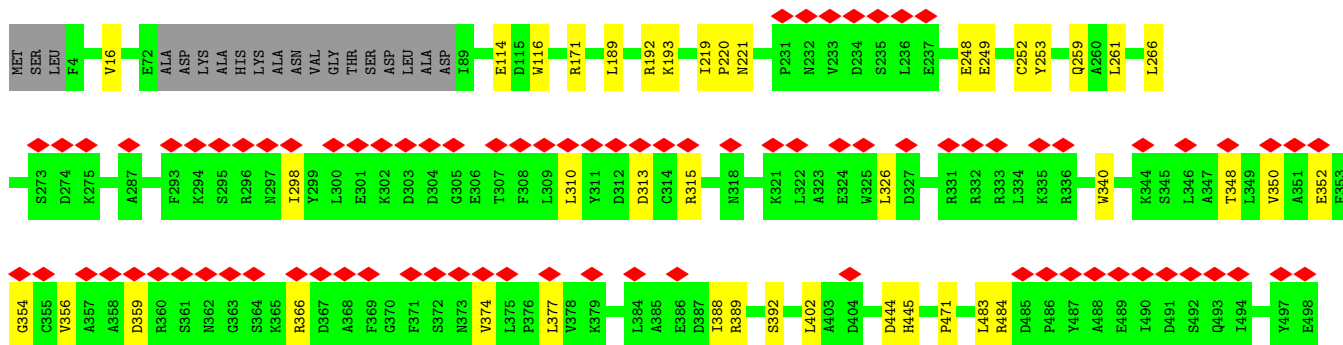 MET SER LEU F4 V16 E72 ALA ASP LYS ALA HIS LYS ALA ASN VAL GLY THR SER ASP LEU ALA ASP I89 E114 D115 W116 R171 L189 R192 K193 I219 P220 N221 P231 N232 V233 D234 S235 L236 E237 E248 E249 C252 Y253 Q259 A260 L261 L266
S273 D274 K275 A287 F293 K294 S295 R296 N297 I298 Y299 L300 E301 K302 D303 D304 G305 E306 T307 F308 L309 L310 Y311 D312 D313 C314 R315 N318 K321 L322 A323 E324 W325 L326 D327 R331 R332 R333 L334 K335 R336 W340 K344 S345 L346 A347 T348 L349 V350 A351 E352 E353
G354 C355 V356 A357 A358 D359 R360 S361 N362 G363 S364 K365 R366 D367 A368 F369 G370 F371 S372 N373 V374 L375 P376 L377 V378 K379 L384 A385 E386 D387 I388 R389 S392 L402 A403 D404 D444 H445 P471 L483 R484 D485 P486 Y487 A488 E489 I490 D491 S492 Q493 I494 Y497 E498